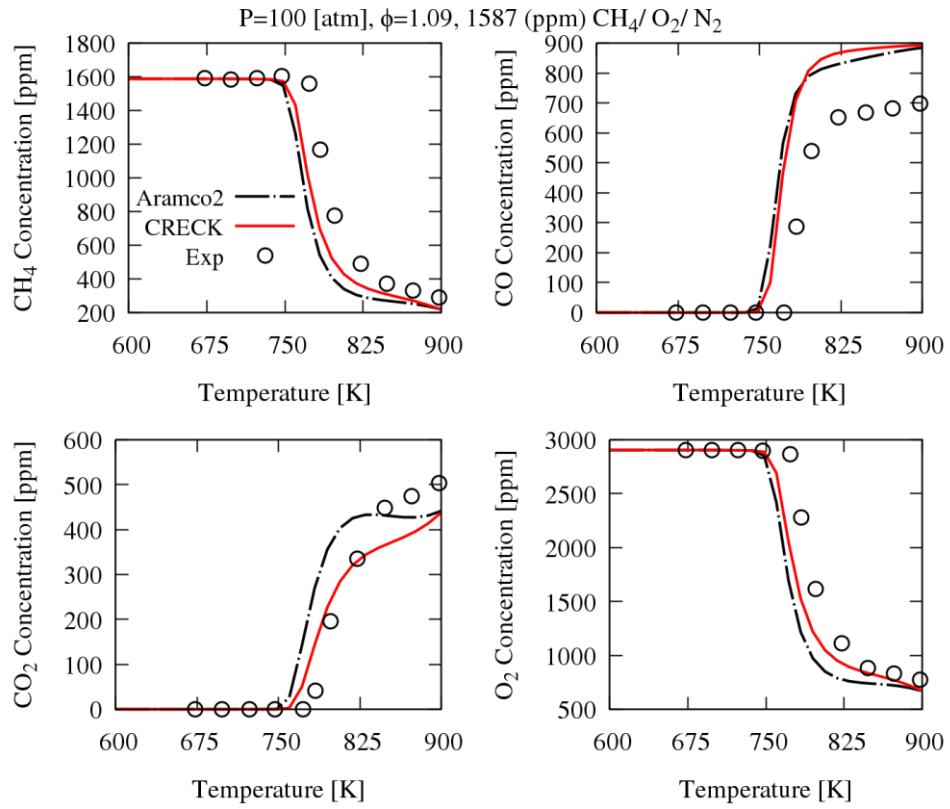 P=100 [atm], ϕ=1.09, 1587 (ppm) CH₄/ O₂/ N₂
CH₄ Concentration [ppm]
1800
1600
1400
1200
1000
800
600
400
200
Aramco2
CRECK
Exp
600 675 750 825 900
Temperature [K]
CO Concentration [ppm]
900
800
700
600
500
400
300
200
100
0
600 675 750 825 900
Temperature [K]
CO₂ Concentration [ppm]
600
500
400
300
200
100
0
600 675 750 825 900
Temperature [K]
O₂ Concentration [ppm]
3000
2500
2000
1500
1000
500
600 675 750 825 900
Temperature [K]